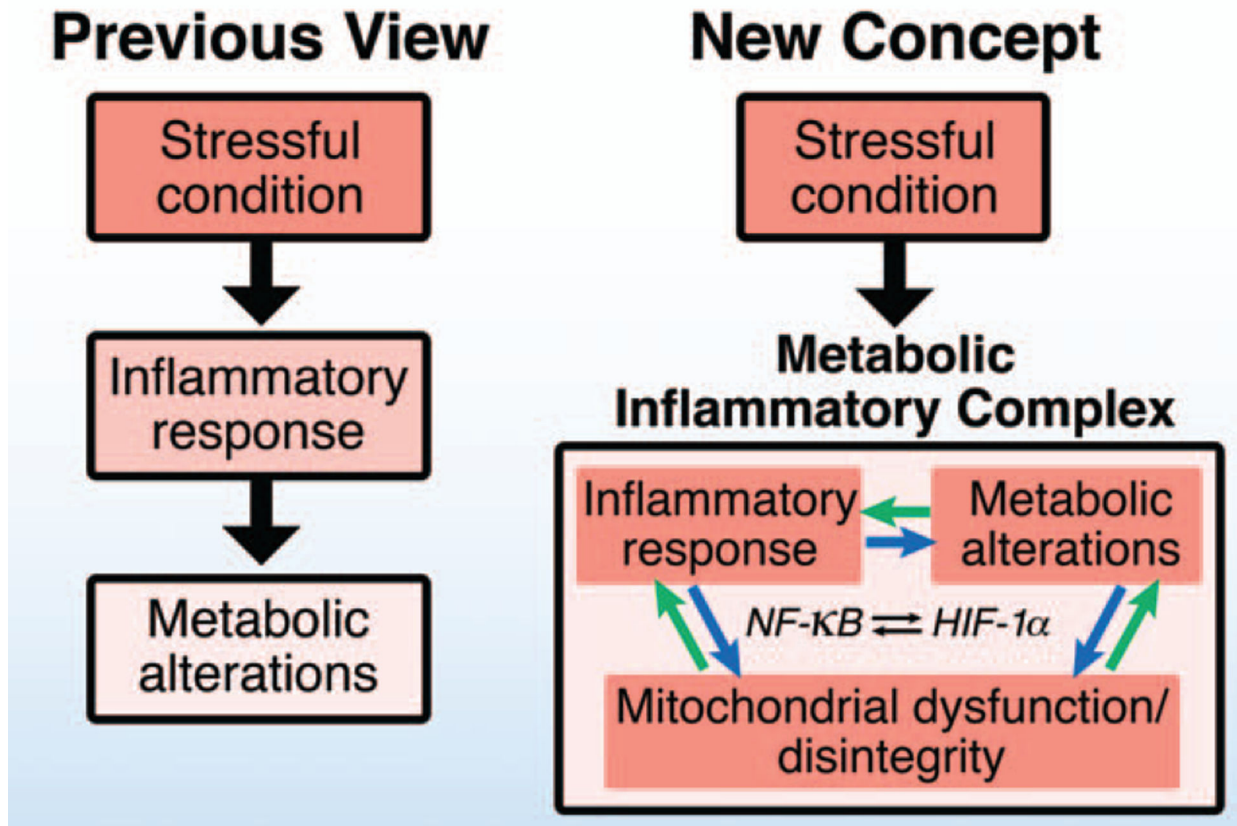 Previous View
Stressful
condition
Inflammatory
response
Metabolic
alterations
New Concept
Stressful
condition
Metabolic
Inflammatory Complex
Inflammatory
response
Metabolic
alterations
NF-κB ⇌ HIF-1α
Mitochondrial dysfunction/
disintegrity